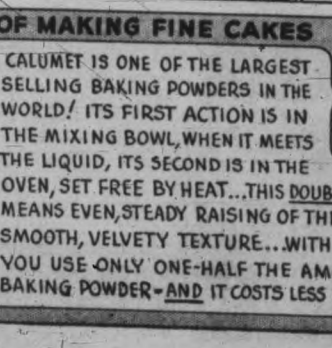 OF MAKING FINE CAKES
CALUMET IS ONE OF THE LARGEST
SELLING BAKING POWDERS IN THE
WORLD! ITS FIRST ACTION IS IN
THE MIXING BOWL, WHEN IT MEETS
THE LIQUID, ITS SECOND IS IN THE
OVEN, SET FREE BY HEAT...THIS DOUB
MEANS EVEN, STEADY RAISING OF THE
SMOOTH, VELVETY TEXTURE...WITH
YOU USE ONLY ONE-HALF THE AM
BAKING POWDER-AND IT COSTS LESS